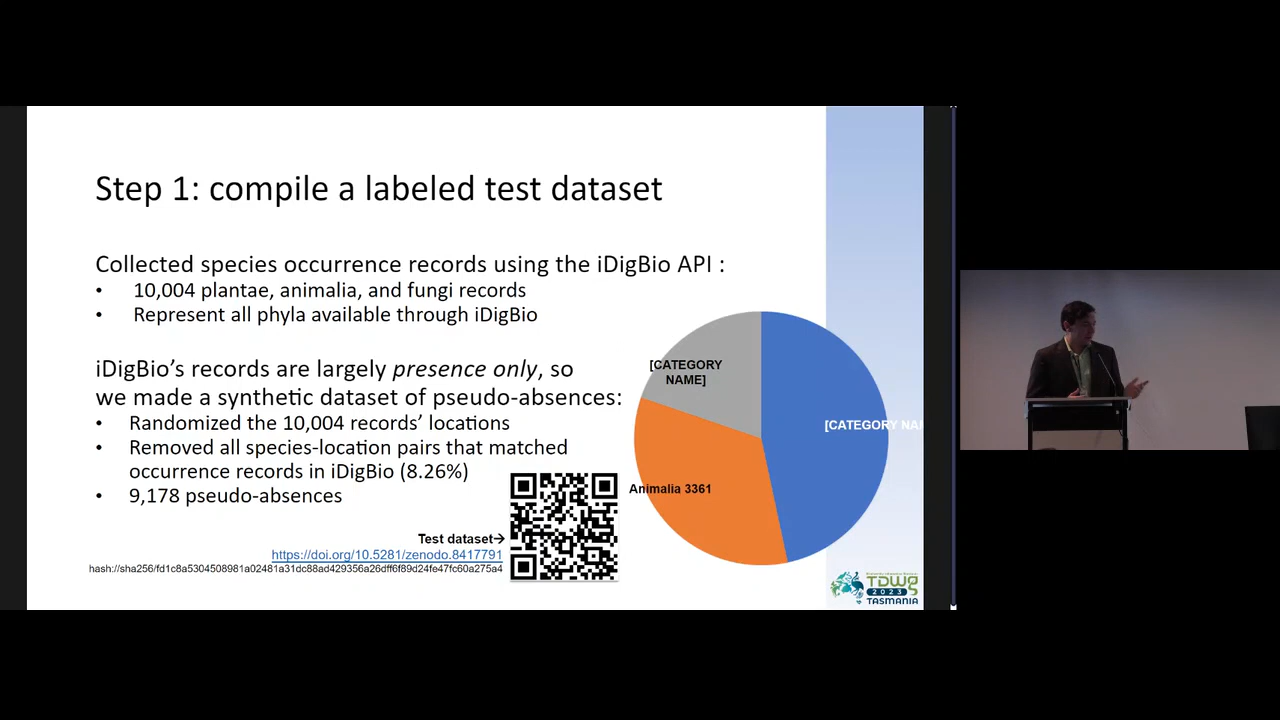 Step 1: compile a labeled test dataset
Collected species occurrence records using the iDigBio API :
• 10,004 plantae, animalia, and fungi records
• Represent all phyla available through iDigBio
iDigBio’s records are largely presence only, so
we made a synthetic dataset of pseudo-absences:
• Randomized the 10,004 records’ locations
• Removed all species-location pairs that matched
occurrence records in iDigBio (8.26%)
• 9,178 pseudo-absences
Test dataset→
https://doi.org/10.5281/zenodo.8417791
hash://sha256/fd1c8a5304508981a02481a31dc88ad429356a26dff6f89d24fe47fc60a275a4
[CATEGORY
NAME]
[CATEGORY NAM
Animalia 3361
TDWG
2023
TASMANIA